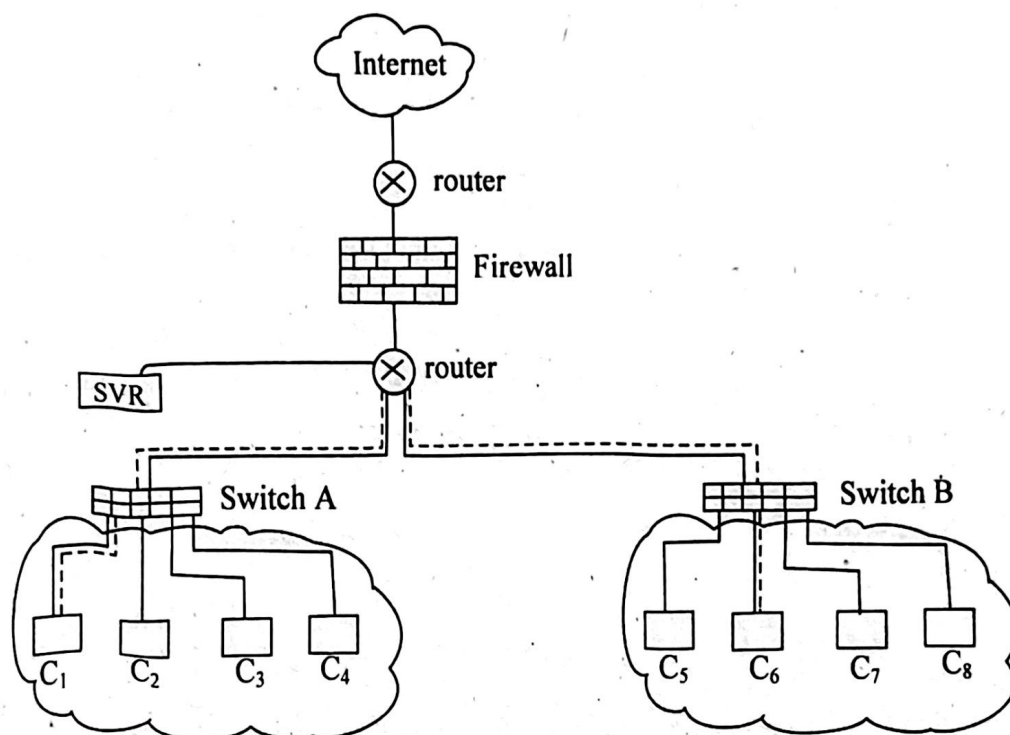 Internet
router
Firewall
router
SVR
Switch A
Switch B
C₁ C₂ C₃ C₄
C₅ C₆ C₇ C₈